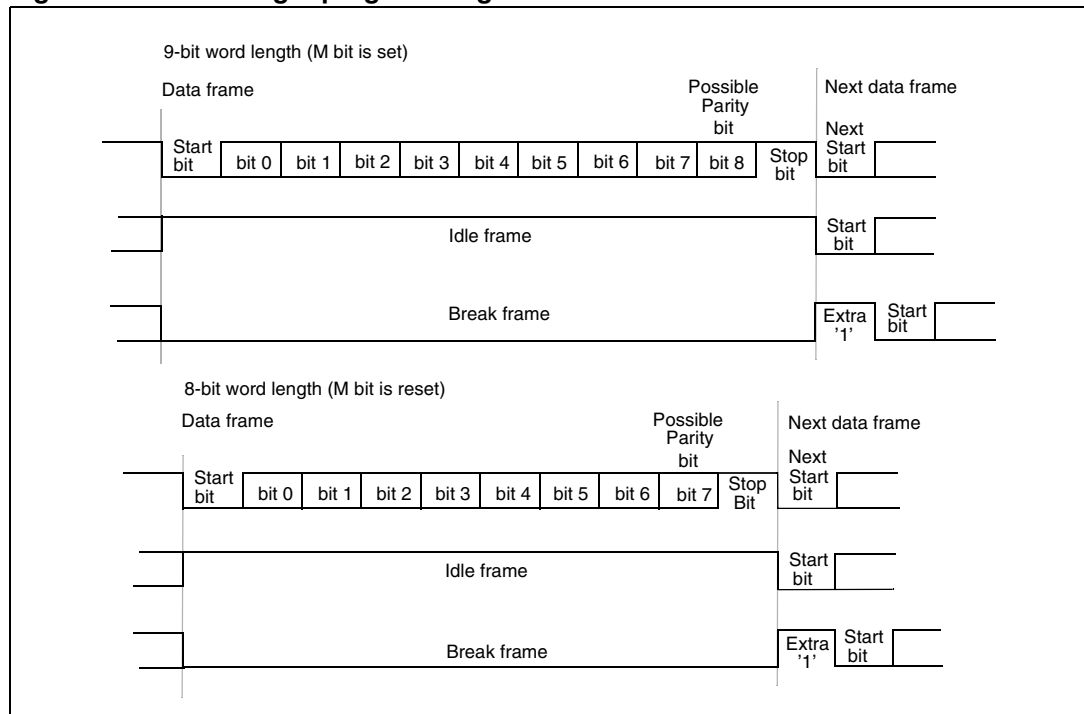 9-bit word length (M bit is set)
Data frame
Possible
Parity
bit
Next data frame
Start
bit
bit 0 bit 1 bit 2 bit 3 bit 4 bit 5 bit 6 bit 7 bit 8
Stop
bit
Next
Start
bit
Idle frame
Start
bit
Break frame
Extra
'1'
Start
bit
8-bit word length (M bit is reset)
Data frame
Possible
Parity
bit
Next data frame
Start
bit
bit 0 bit 1 bit 2 bit 3 bit 4 bit 5 bit 6 bit 7
Stop
Bit
Next
Start
bit
Idle frame
Start
bit
Break frame
Extra
'1'
Start
bit